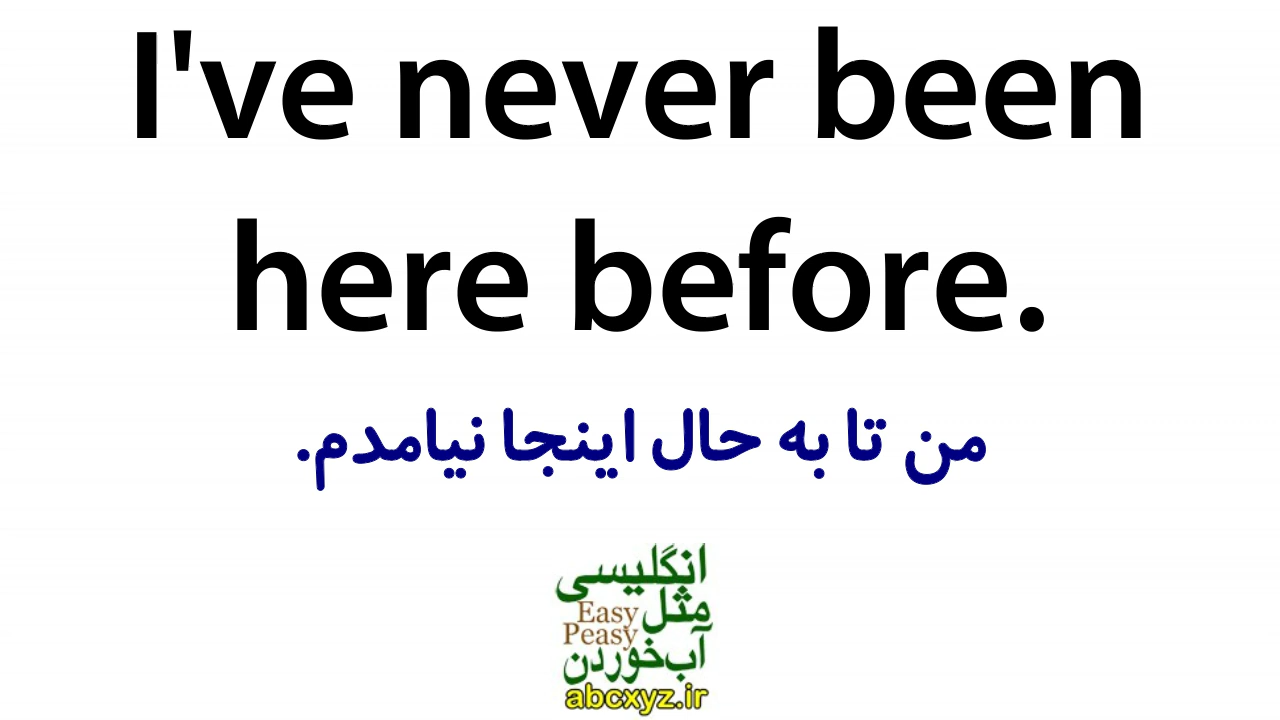 I've never been
here before.
من تا به حال اینجا نیامدم.
انگلیسی
مثل Easy
Peasy
آب‌خوردن
abcxyz.ir